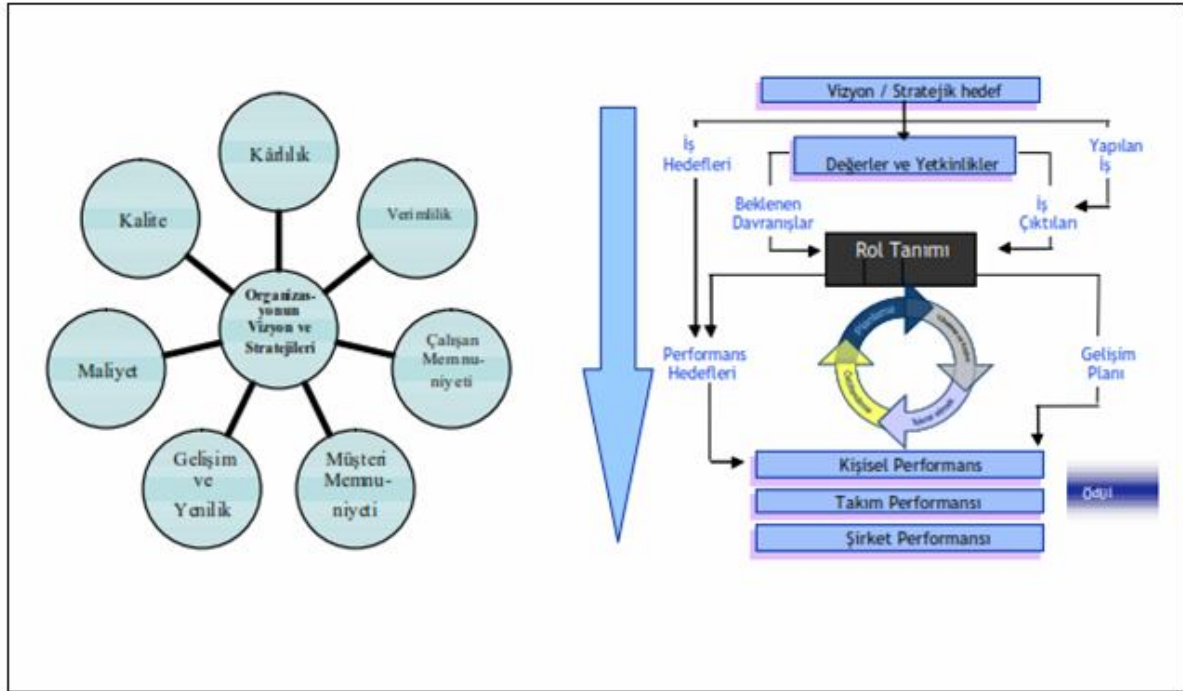 Kârlılık
Verimlilik
Çalışan
Memnu-
niyeti
Müşteri
Memnu-
niyeti
Gelişim
ve
Yenilik
Maliyet
Kalite
Organizas-
yonun
Vizyon ve
Stratejileri
Vizyon / Stratejik hedef
İş
Hedefleri
Değerler ve Yetkinlikler
Yapılan
İş
Beklenen
Davranışlar
İş
Çıktıları
Rol Tanımı
Planlama
Performans
Hedefleri
Gelişim
Planı
Kişisel Performans
Takım Performansı
Şirket Performansı
Ödül